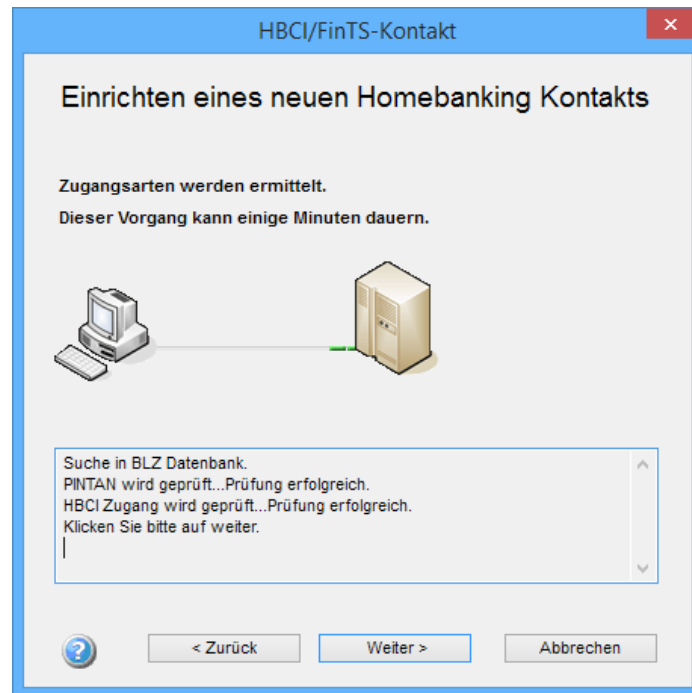 HBCI/FinTS-Kontakt
Einrichten eines neuen Homebanking Kontakts
Zugangsarten werden ermittelt.
Dieser Vorgang kann einige Minuten dauern.
Suche in BLZ Datenbank.
PINTAN wird geprüft...Prüfung erfolgreich.
HBCI Zugang wird geprüft...Prüfung erfolgreich.
Klicken Sie bitte auf weiter.
< Zurück
Weiter >
Abbrechen